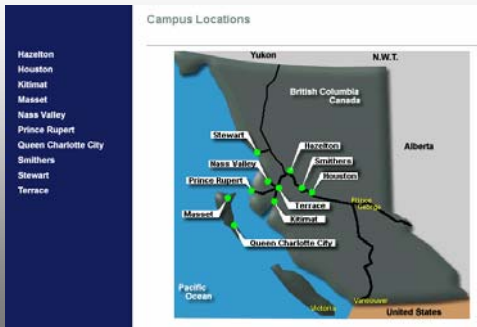 Campus Locations
Hazelton
Houston
Kitimat
Masset
Nass Valley
Prince Rupert
Queen Charlotte City
Smithers
Stewart
Terrace
Yukon
N.W.T.
British Columbia
Canada
Stewart
Hazelton
Alberta
Nass Valley
Smithers
Prince Rupert
Houston
Terrace
Prince
George
Masset
Kitimat
Queen Charlotte City
Pacific
Ocean
Victoria
Vancouver
United States